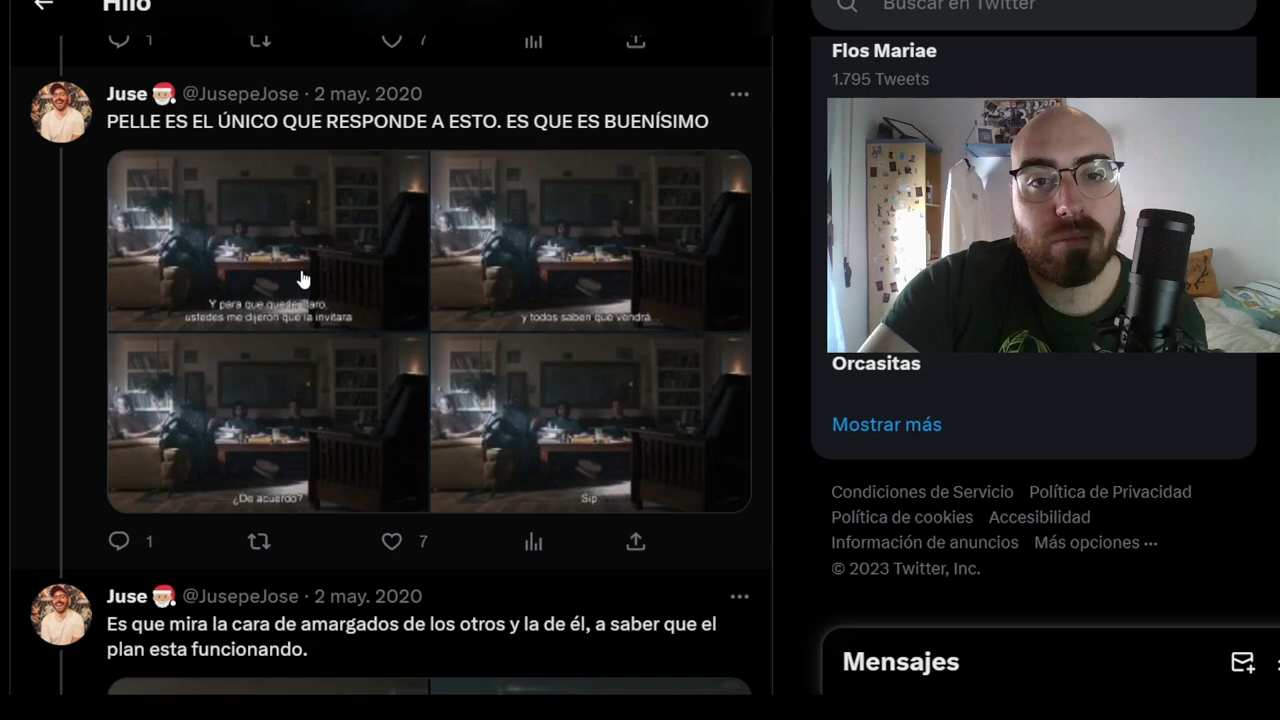 Hilo
Buscar en Twitter
1
7
Flos Mariae
1.795 Tweets
Juse @JusepeJose · 2 may. 2020
PELLE ES EL ÚNICO QUE RESPONDE A ESTO. ES QUE ES BUENÍSIMO
Y para que quede claro,
ustedes me dijeron que la invitara
y todos saben que vendrá...
¿De acuerdo?
Sip.
1
7
Orcasitas
Mostrar más
Condiciones de Servicio Política de Privacidad
Política de cookies Accesibilidad
Información de anuncios Más opciones ···
© 2023 Twitter, Inc.
Juse @JusepeJose · 2 may. 2020
Es que mira la cara de amargados de los otros y la de él, a saber que el
plan esta funcionando.
Mensajes